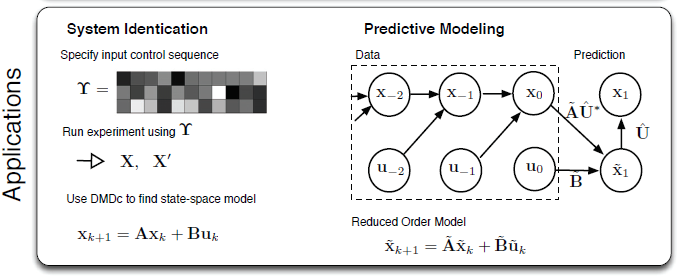 Applications
System Identication
Specify input control sequence
ϒ =
Run experiment using ϒ
X, X′
Use DMDc to find state-space model
x_{k+1} = Ax_k + Bu_k
Predictive Modeling
Data Prediction
x_{-2} x_{-1} x_0 x_1
ÃÛ* Û
u_{-2} u_{-1} u_0 B̃ x̃_1
Reduced Order Model
x̃_{k+1} = Ãx̃_k + B̃ũ_k